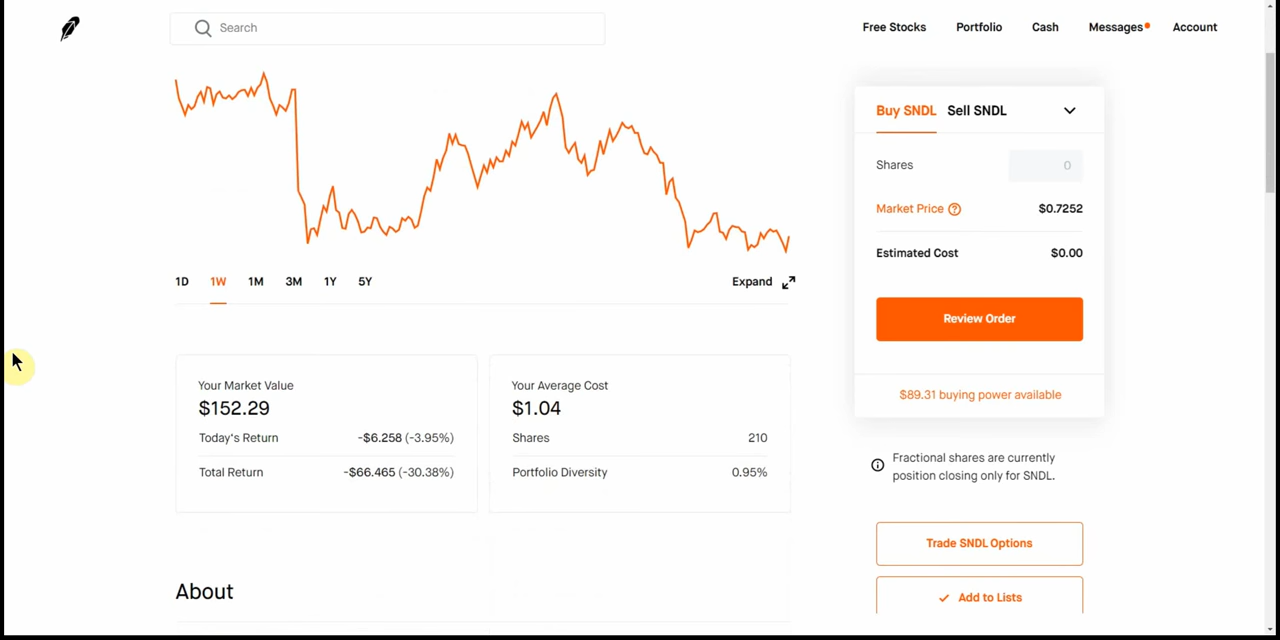 Search
Free Stocks Portfolio Cash Messages Account
1D 1W 1M 3M 1Y 5Y Expand
Your Market Value
$152.29
Today's Return -$6.258 (-3.95%)
Total Return -$66.465 (-30.38%)
Your Average Cost
$1.04
Shares 210
Portfolio Diversity 0.95%
About
Buy SNDL Sell SNDL
Shares 0
Market Price ? $0.7252
Estimated Cost $0.00
Review Order
$89.31 buying power available
Fractional shares are currently
position closing only for SNDL.
Trade SNDL Options
Add to Lists